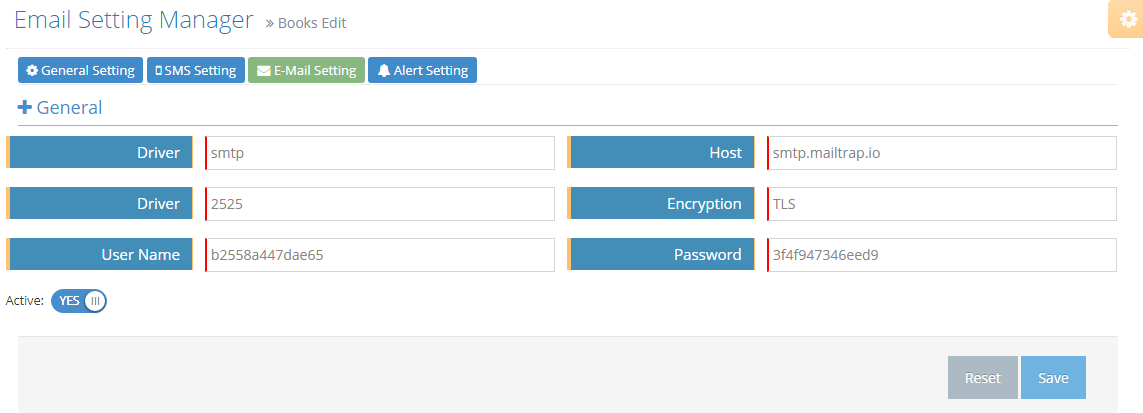 Email Setting Manager » Books Edit
General Setting SMS Setting E-Mail Setting Alert Setting
General
Driver smtp Host smtp.mailtrap.io
Driver 2525 Encryption TLS
User Name b2558a447dae65 Password 3f4f947346eed9
Active: YES
Reset Save